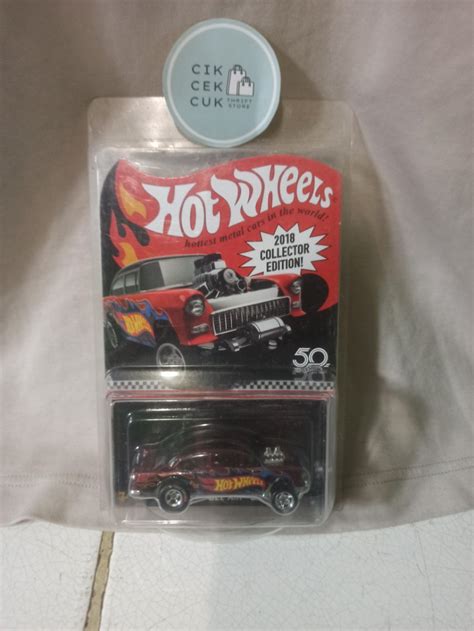 CIK
CEK
CUK
THRIFT
STORE
HOT WHEELS
hottest metal cars in the world!
2018
COLLECTOR
EDITION!
HW
50
HOT WHEELS